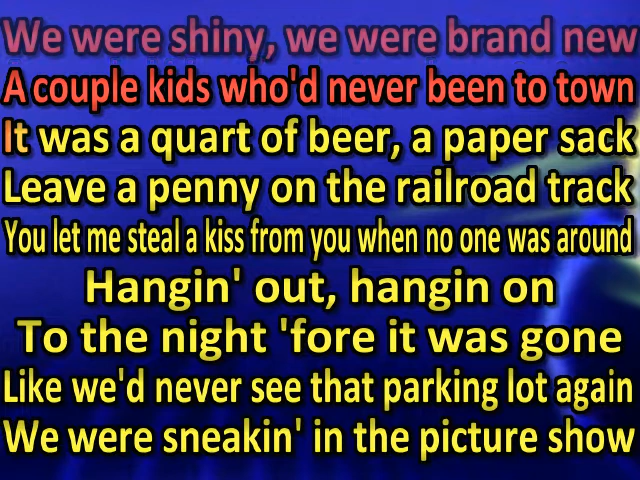 We were shiny, we were brand new
A couple kids who'd never been to town
It was a quart of beer, a paper sack
Leave a penny on the railroad track
You let me steal a kiss from you when no one was around
Hangin' out, hangin on
To the night 'fore it was gone
Like we'd never see that parking lot again
We were sneakin' in the picture show